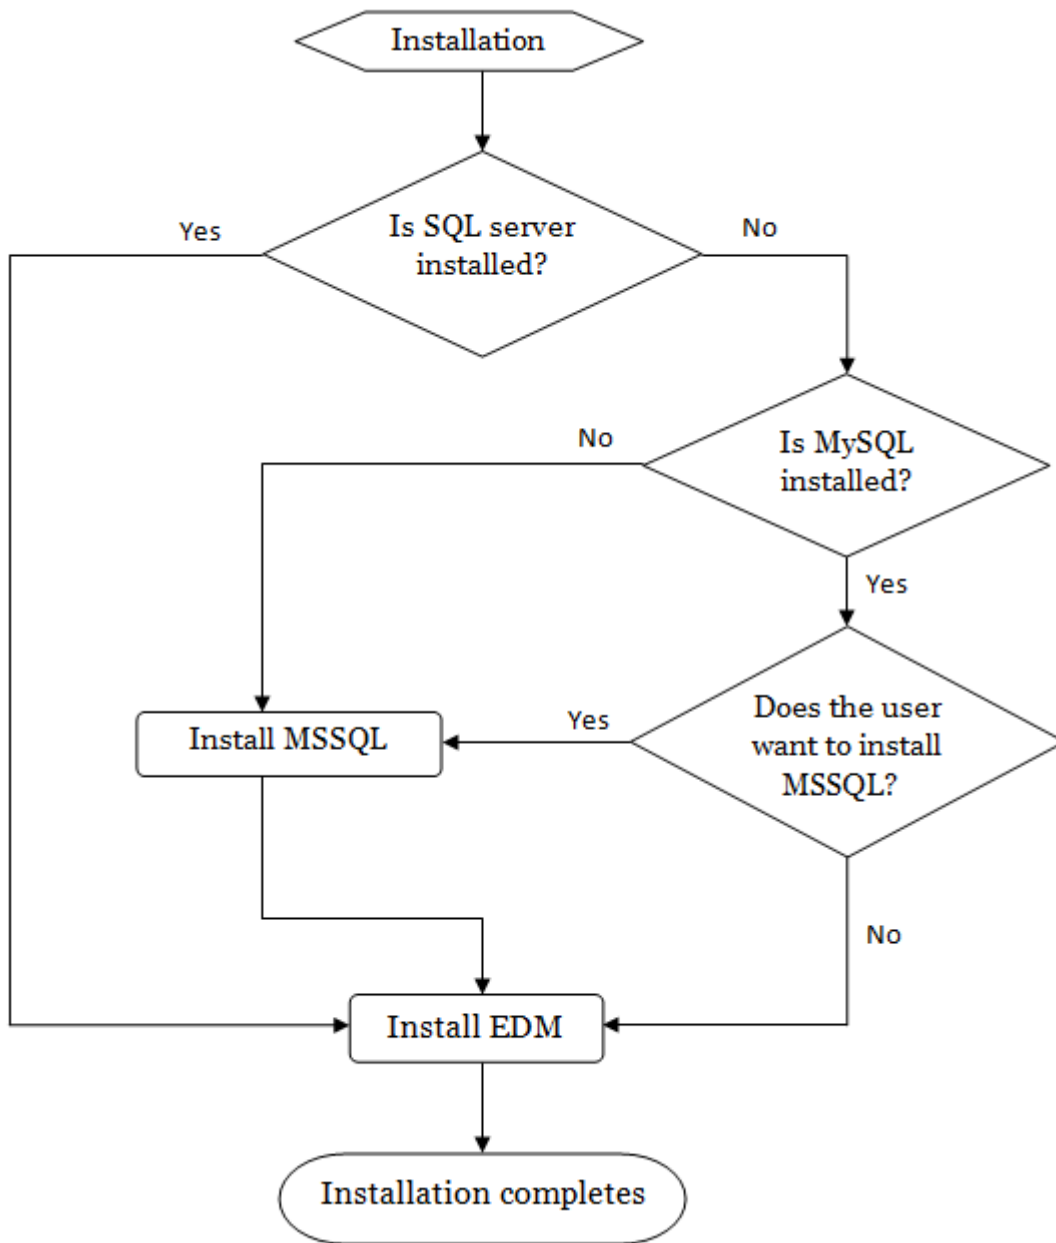 Installation
Yes
Is SQL server
installed?
No
No
Is MySQL
installed?
Yes
Install MSSQL
Yes
Does the user
want to install
MSSQL?
No
Install EDM
Installation completes